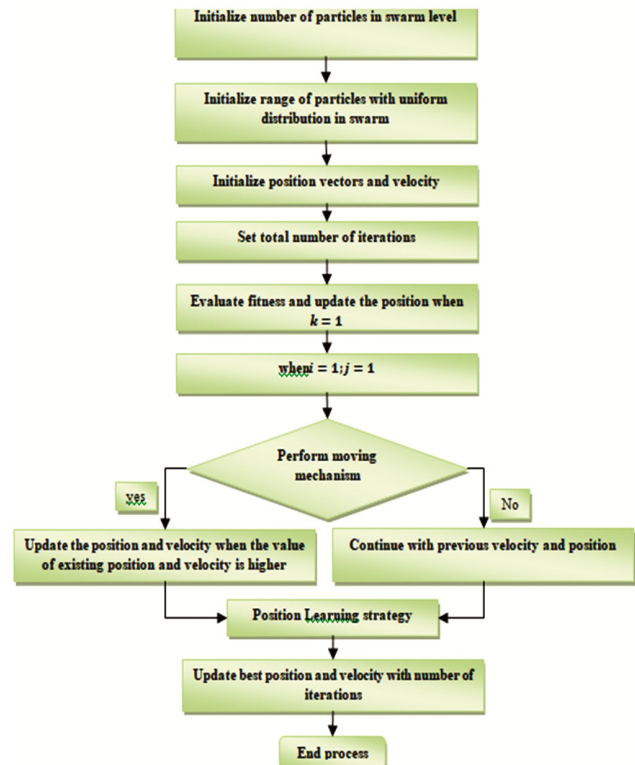 Initialize number of particles in swarm level
Initialize range of particles with uniform
distribution in swarm
Initialize position vectors and velocity
Set total number of iterations
Evaluate fitness and update the position when
k = 1
wheni = 1; j = 1
Perform moving
mechanism
yes
No
Update the position and velocity when the value
of existing position and velocity is higher
Continue with previous velocity and position
Position Learning strategy
Update best position and velocity with number of
iterations
End process